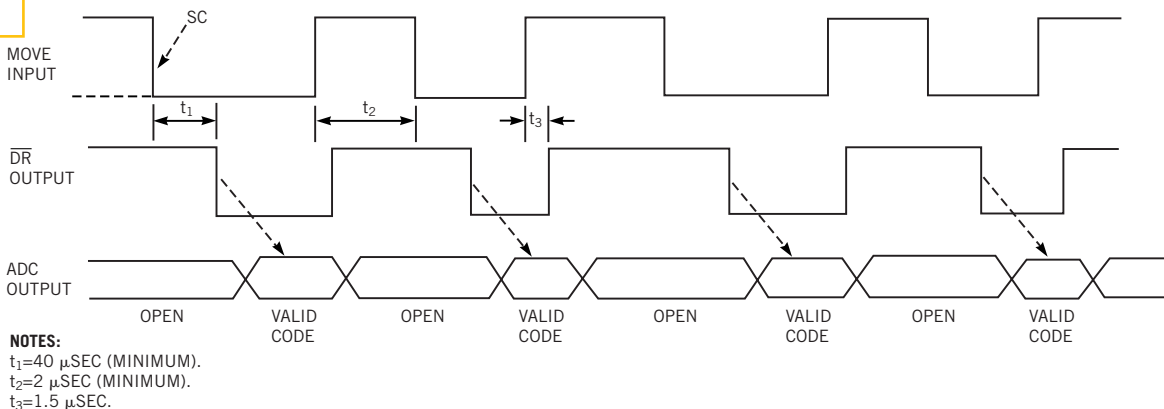 SC
MOVE
INPUT
t₁
t₂
t₃
D̅R̅
OUTPUT
ADC
OUTPUT
OPEN VALID OPEN VALID OPEN VALID OPEN VALID
CODE CODE CODE CODE
NOTES:
t₁=40 μSEC (MINIMUM).
t₂=2 μSEC (MINIMUM).
t₃=1.5 μSEC.